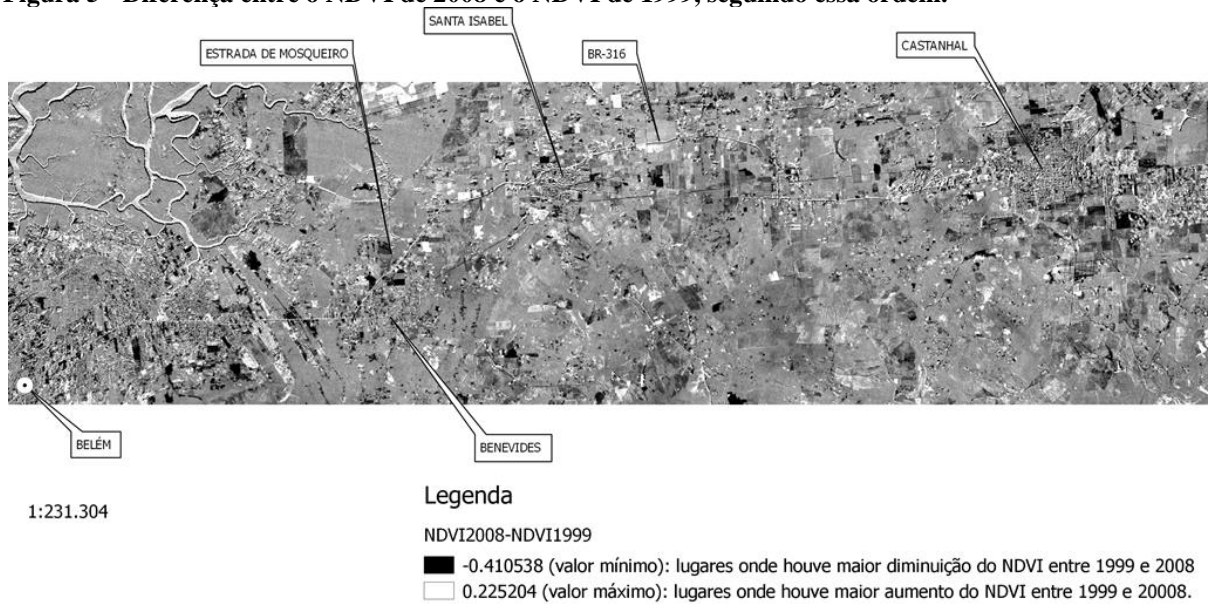 Figura - Diferença entre o NDVI de 2008 e o NDVI de 1999, seguindo essa ordem.
SANTA ISABEL
ESTRADA DE MOSQUEIRO
BR-316
CASTANHAL
BELÉM
BENEVIDES
1:231.304
Legenda
NDVI2008-NDVI1999
-0.410538 (valor mínimo): lugares onde houve maior diminuição do NDVI entre 1999 e 2008
0.225204 (valor máximo): lugares onde houve maior aumento do NDVI entre 1999 e 20008.